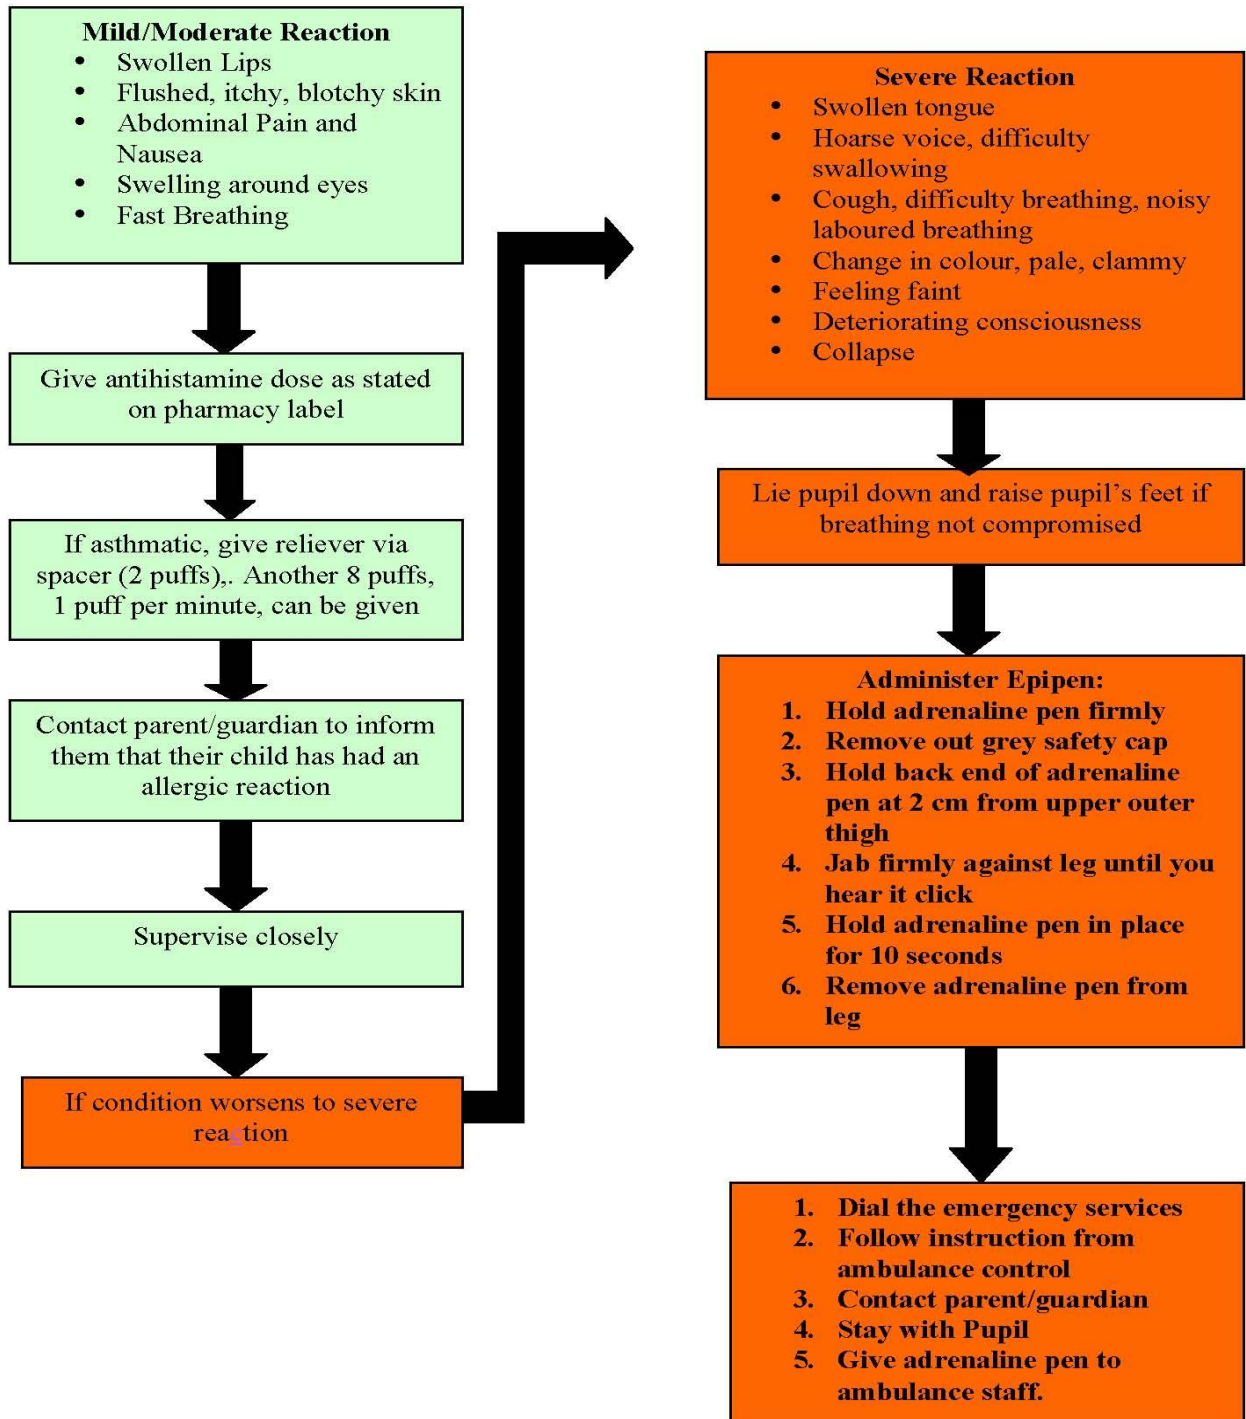 Mild/Moderate Reaction
• Swollen Lips
• Flushed, itchy, blotchy skin
• Abdominal Pain and
Nausea
• Swelling around eyes
• Fast Breathing
Give antihistamine dose as stated
on pharmacy label
If asthmatic, give reliever via
spacer (2 puffs),. Another 8 puffs,
1 puff per minute, can be given
Contact parent/guardian to inform
them that their child has had an
allergic reaction
Supervise closely
If condition worsens to severe
reaction
Severe Reaction
• Swollen tongue
• Hoarse voice, difficulty
swallowing
• Cough, difficulty breathing, noisy
laboured breathing
• Change in colour, pale, clammy
• Feeling faint
• Deteriorating consciousness
• Collapse
Lie pupil down and raise pupil’s feet if
breathing not compromised
Administer Epipen:
1. Hold adrenaline pen firmly
2. Remove out grey safety cap
3. Hold back end of adrenaline
pen at 2 cm from upper outer
thigh
4. Jab firmly against leg until you
hear it click
5. Hold adrenaline pen in place
for 10 seconds
6. Remove adrenaline pen from
leg
1. Dial the emergency services
2. Follow instruction from
ambulance control
3. Contact parent/guardian
4. Stay with Pupil
5. Give adrenaline pen to
ambulance staff.